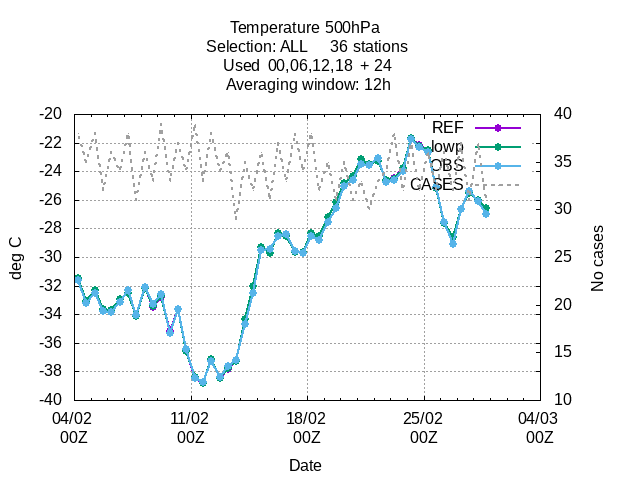 Temperature 500hPa
Selection: ALL 36 stations
Used 00,06,12,18 + 24
Averaging window: 12h
-20
-22
-24
-26
-28
-30
-32
-34
-36
-38
-40
deg C
REF
lowp
OBS
CASES
40
35
30
25
20
15
10
No cases
04/02 11/02 18/02 25/02 04/03
00Z 00Z 00Z 00Z 00Z
Date